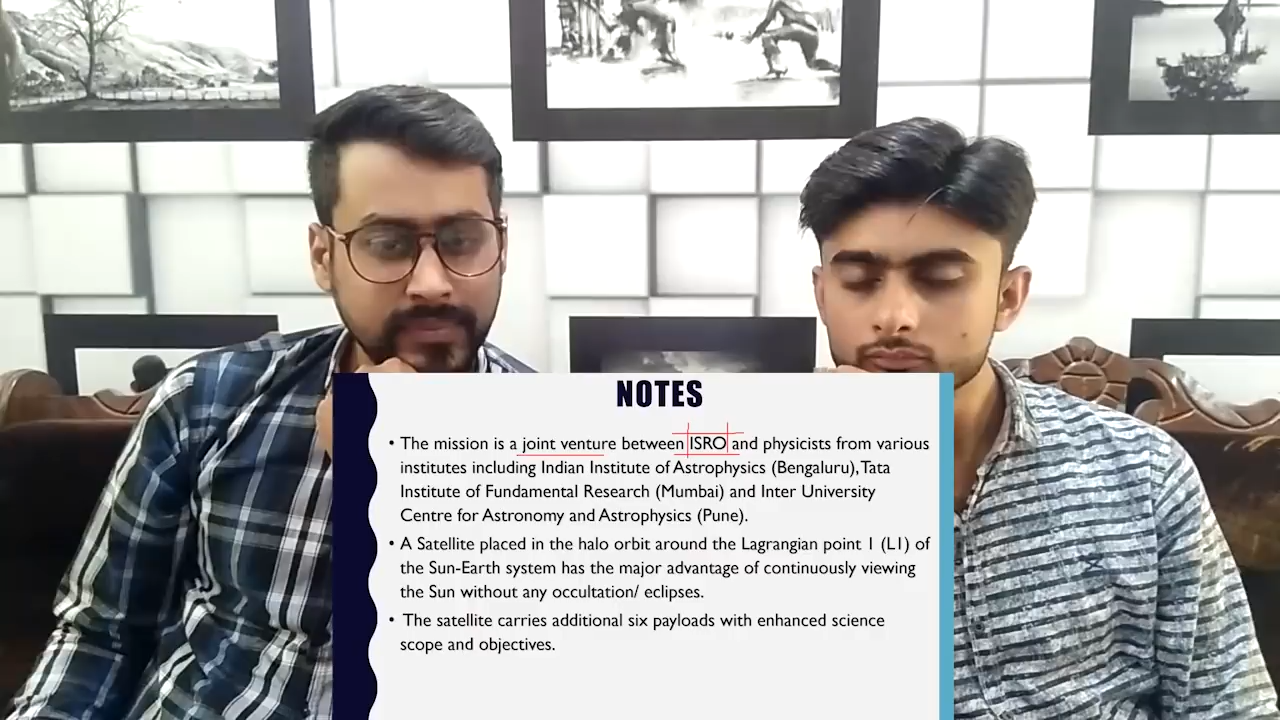 NOTES
• The mission is a joint venture between ISRO and physicists from various
institutes including Indian Institute of Astrophysics (Bengaluru), Tata
Institute of Fundamental Research (Mumbai) and Inter University
Centre for Astronomy and Astrophysics (Pune).
• A Satellite placed in the halo orbit around the Lagrangian point 1 (L1) of
the Sun-Earth system has the major advantage of continuously viewing
the Sun without any occultation/ eclipses.
• The satellite carries additional six payloads with enhanced science
scope and objectives.